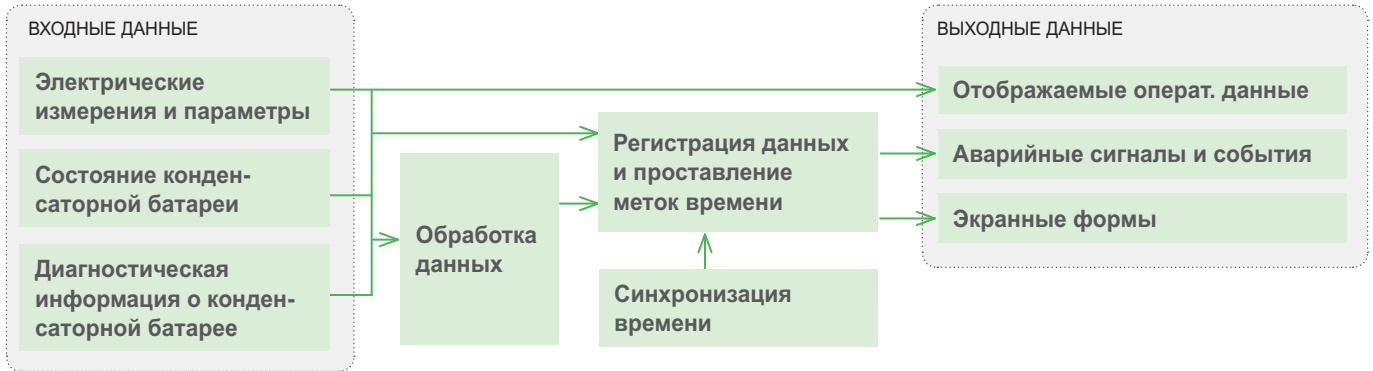 ВХОДНЫЕ ДАННЫЕ
Электрические
измерения и параметры
Состояние конден-
саторной батареи
Диагностическая
информация о конден-
саторной батарее
Обработка
данных
Регистрация данных
и проставление
меток времени
Синхронизация
времени
ВЫХОДНЫЕ ДАННЫЕ
Отображаемые операт. данные
Аварийные сигналы и события
Экранные формы